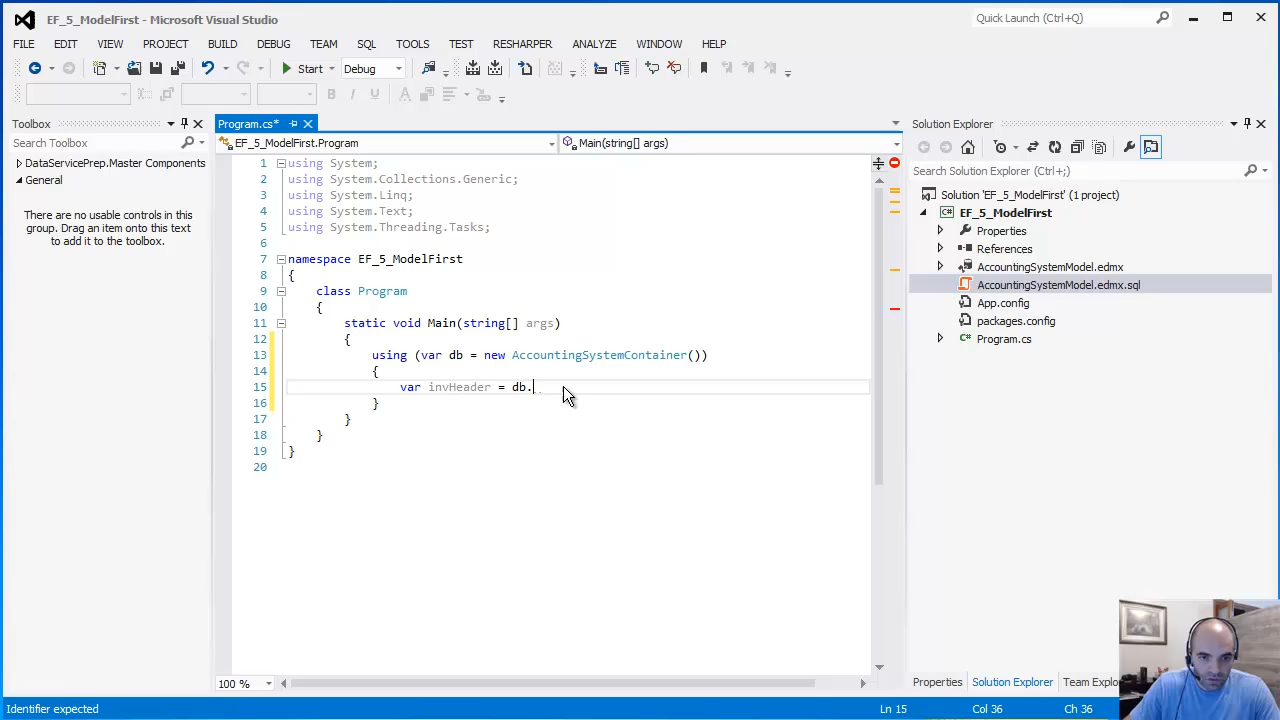 EF_5_ModelFirst - Microsoft Visual Studio
Quick Launch (Ctrl+Q)
FILE EDIT VIEW PROJECT BUILD DEBUG TEAM SQL TOOLS TEST RESHARPER ANALYZE WINDOW HELP
Start Debug
B I U A
Toolbox
Search Toolbox
DataServicePrep.Master Components
General
There are no usable controls in this
group. Drag an item onto this text
to add it to the toolbox.
Program.cs*
EF_5_ModelFirst.Program
Main(string[] args)
1 using System;
2 using System.Collections.Generic;
3 using System.Linq;
4 using System.Text;
5 using System.Threading.Tasks;
6
7 namespace EF_5_ModelFirst
8 {
9 class Program
10 {
11 static void Main(string[] args)
12 {
13 using (var db = new AccountingSystemContainer())
14 {
15 var invHeader = db.
16 }
17 }
18 }
19 }
20
100 %
Solution Explorer
Search Solution Explorer (Ctrl+;)
Solution 'EF_5_ModelFirst' (1 project)
C# EF_5_ModelFirst
Properties
References
AccountingSystemModel.edmx
AccountingSystemModel.edmx.sql
App.config
packages.config
Program.cs
Properties Solution Explorer Team Explo
Identifier expected
Ln 15 Col 36 Ch 36